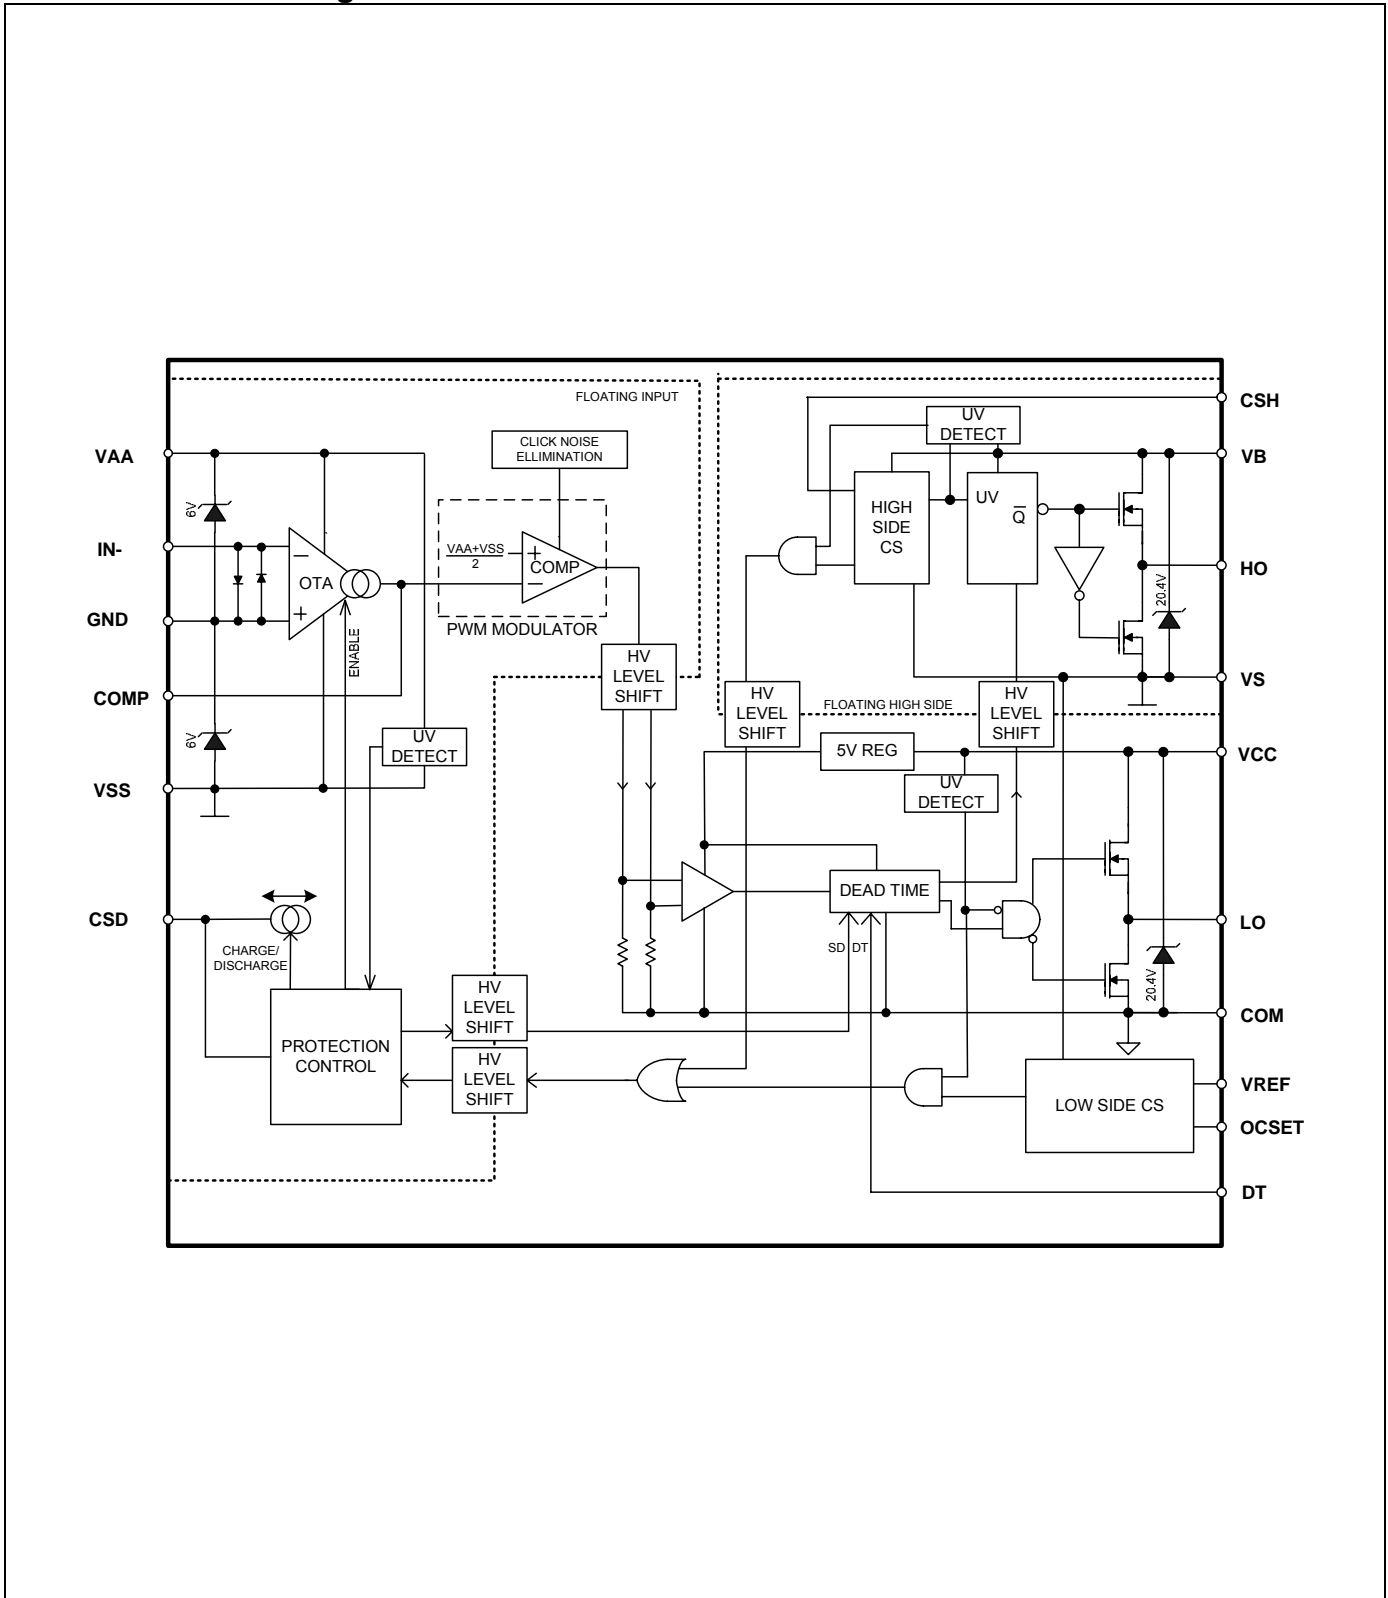 FLOATING INPUT
CSH
UV
DETECT
CLICK NOISE
ELLIMINATION
VAA
VB
6V
HIGH
SIDE
CS
UV
Q
IN-
VAA+VSS
2
+
COMP
−
−
OTA
+
HO
20.4V
GND
ENABLE
PWM MODULATOR
HV
LEVEL
SHIFT
VS
COMP
HV
LEVEL
SHIFT
FLOATING HIGH SIDE
HV
LEVEL
SHIFT
6V
UV
DETECT
5V REG
VCC
VSS
UV
DETECT
DEAD TIME
CSD
LO
CHARGE/
DISCHARGE
SD
DT
20.4V
HV
LEVEL
SHIFT
COM
PROTECTION
CONTROL
HV
LEVEL
SHIFT
VREF
LOW SIDE CS
OCSET
DT